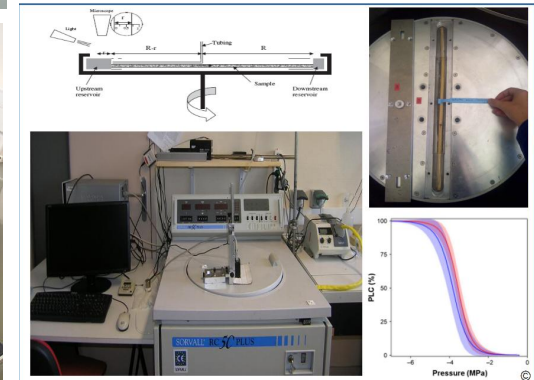 Microscope
Light
Tubing
r
R-r
R
Sample
Upstream
reservoir
Downstream
reservoir
SORVALL RC 5C PLUS
CE
100
75
50
25
0
PLC (%)
−6
−4
−2
0
Pressure (MPa)
©